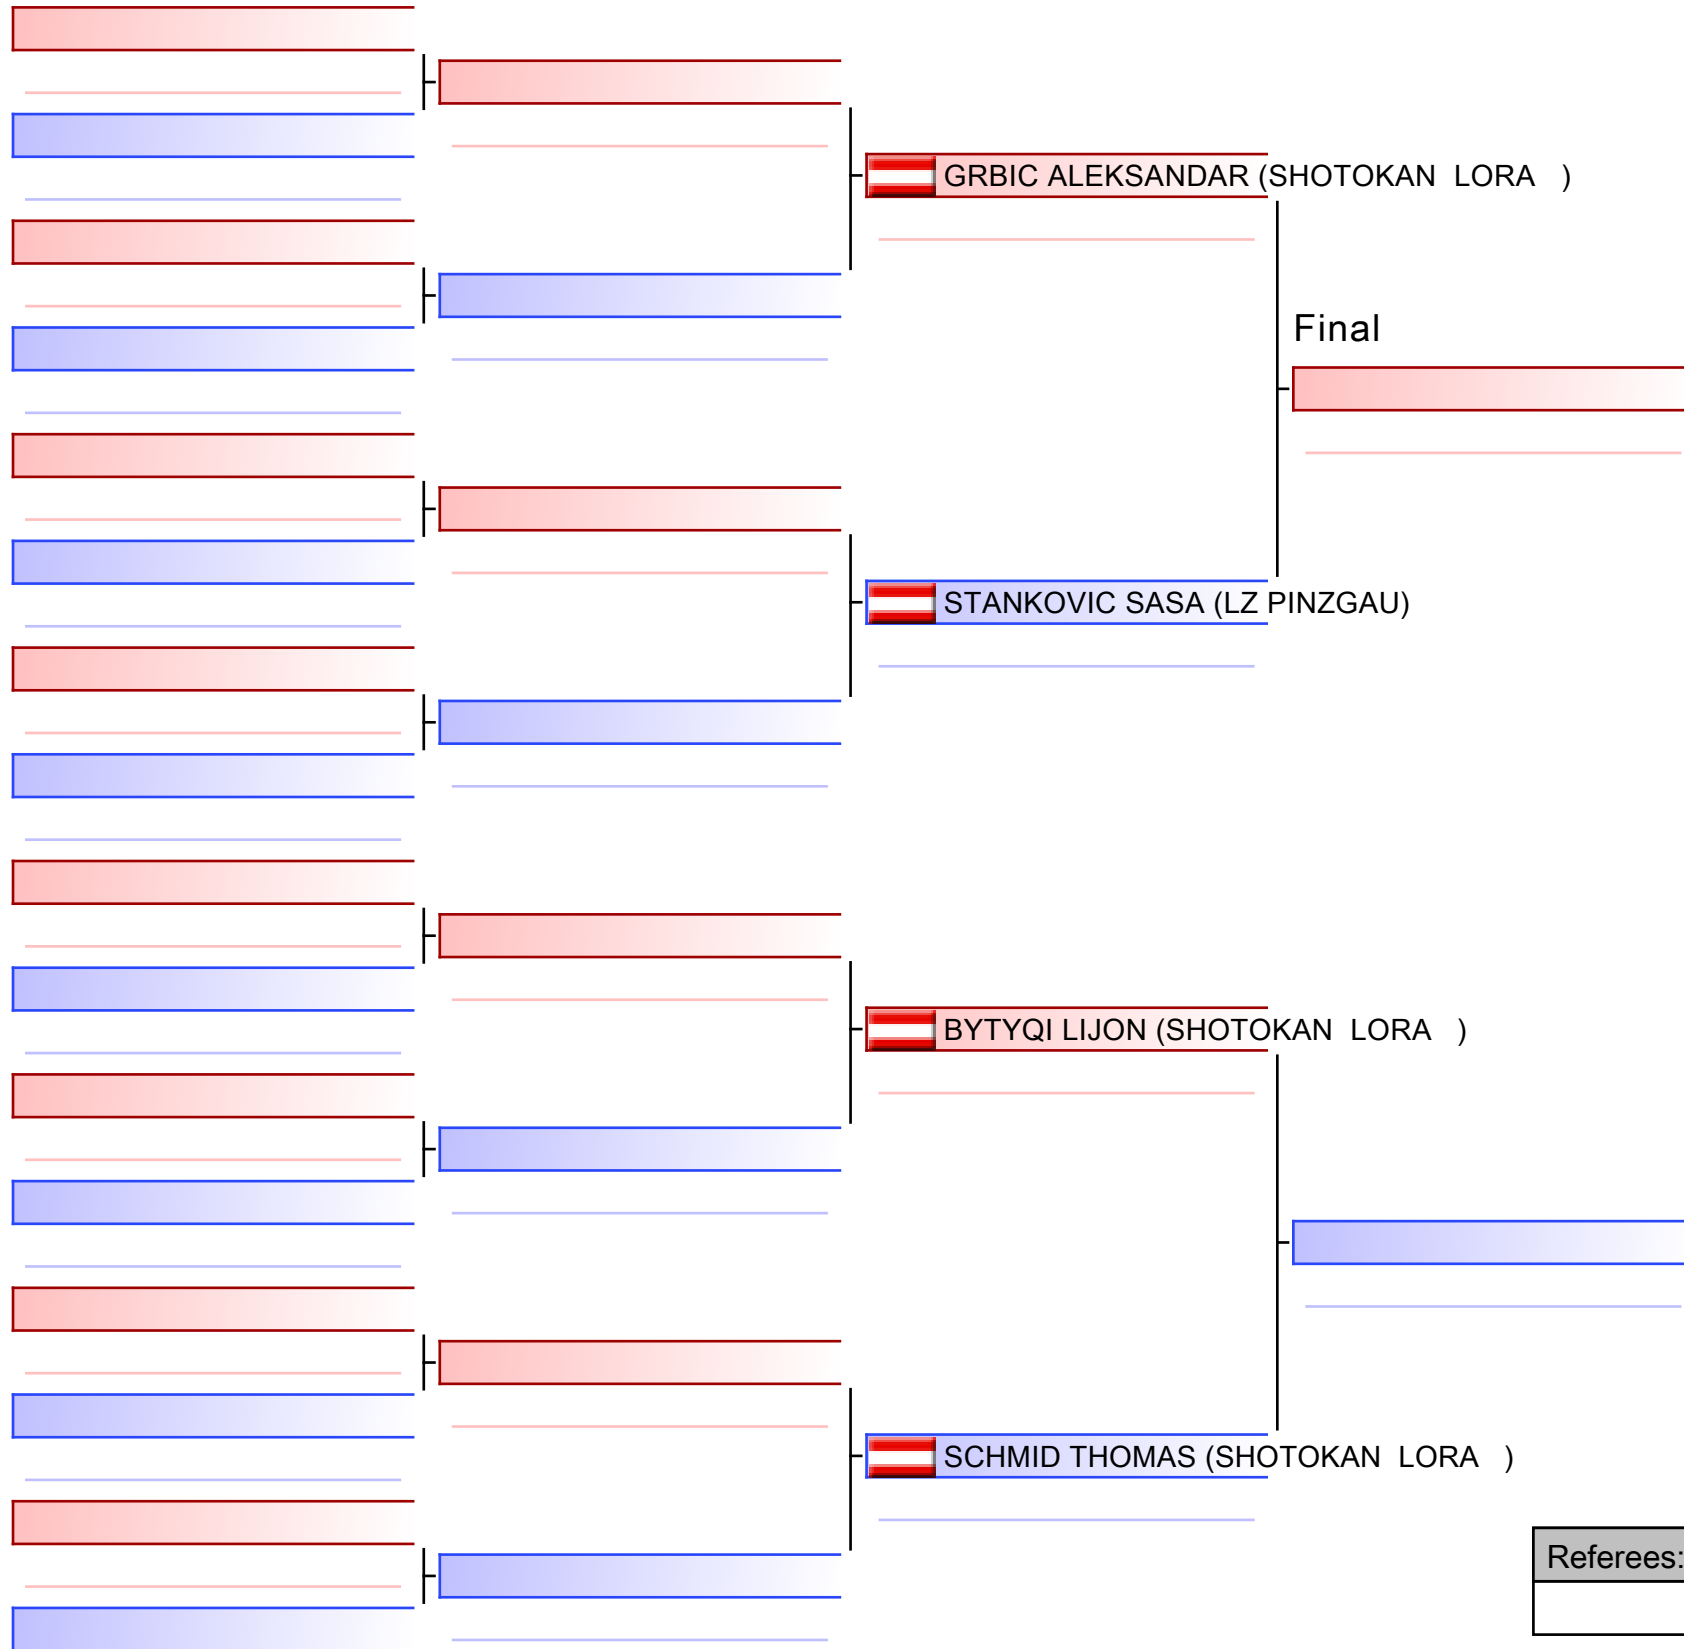 GRBIC ALEKSANDAR (SHOTOKAN LORA )
Final
STANKOVIC SASA (LZ PINZGAU)
BYTYQI LIJON (SHOTOKAN LORA )
SCHMID THOMAS (SHOTOKAN LORA )
Referees: